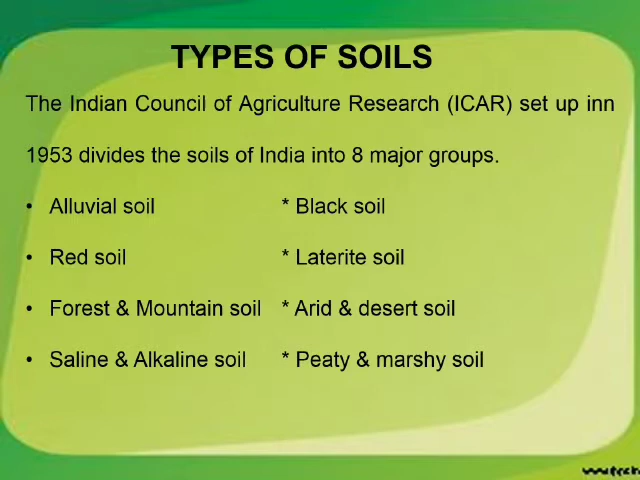 TYPES OF SOILS
The Indian Council of Agriculture Research (ICAR) set up inn
1953 divides the soils of India into 8 major groups.
• Alluvial soil * Black soil
• Red soil * Laterite soil
• Forest & Mountain soil * Arid & desert soil
• Saline & Alkaline soil * Peaty & marshy soil